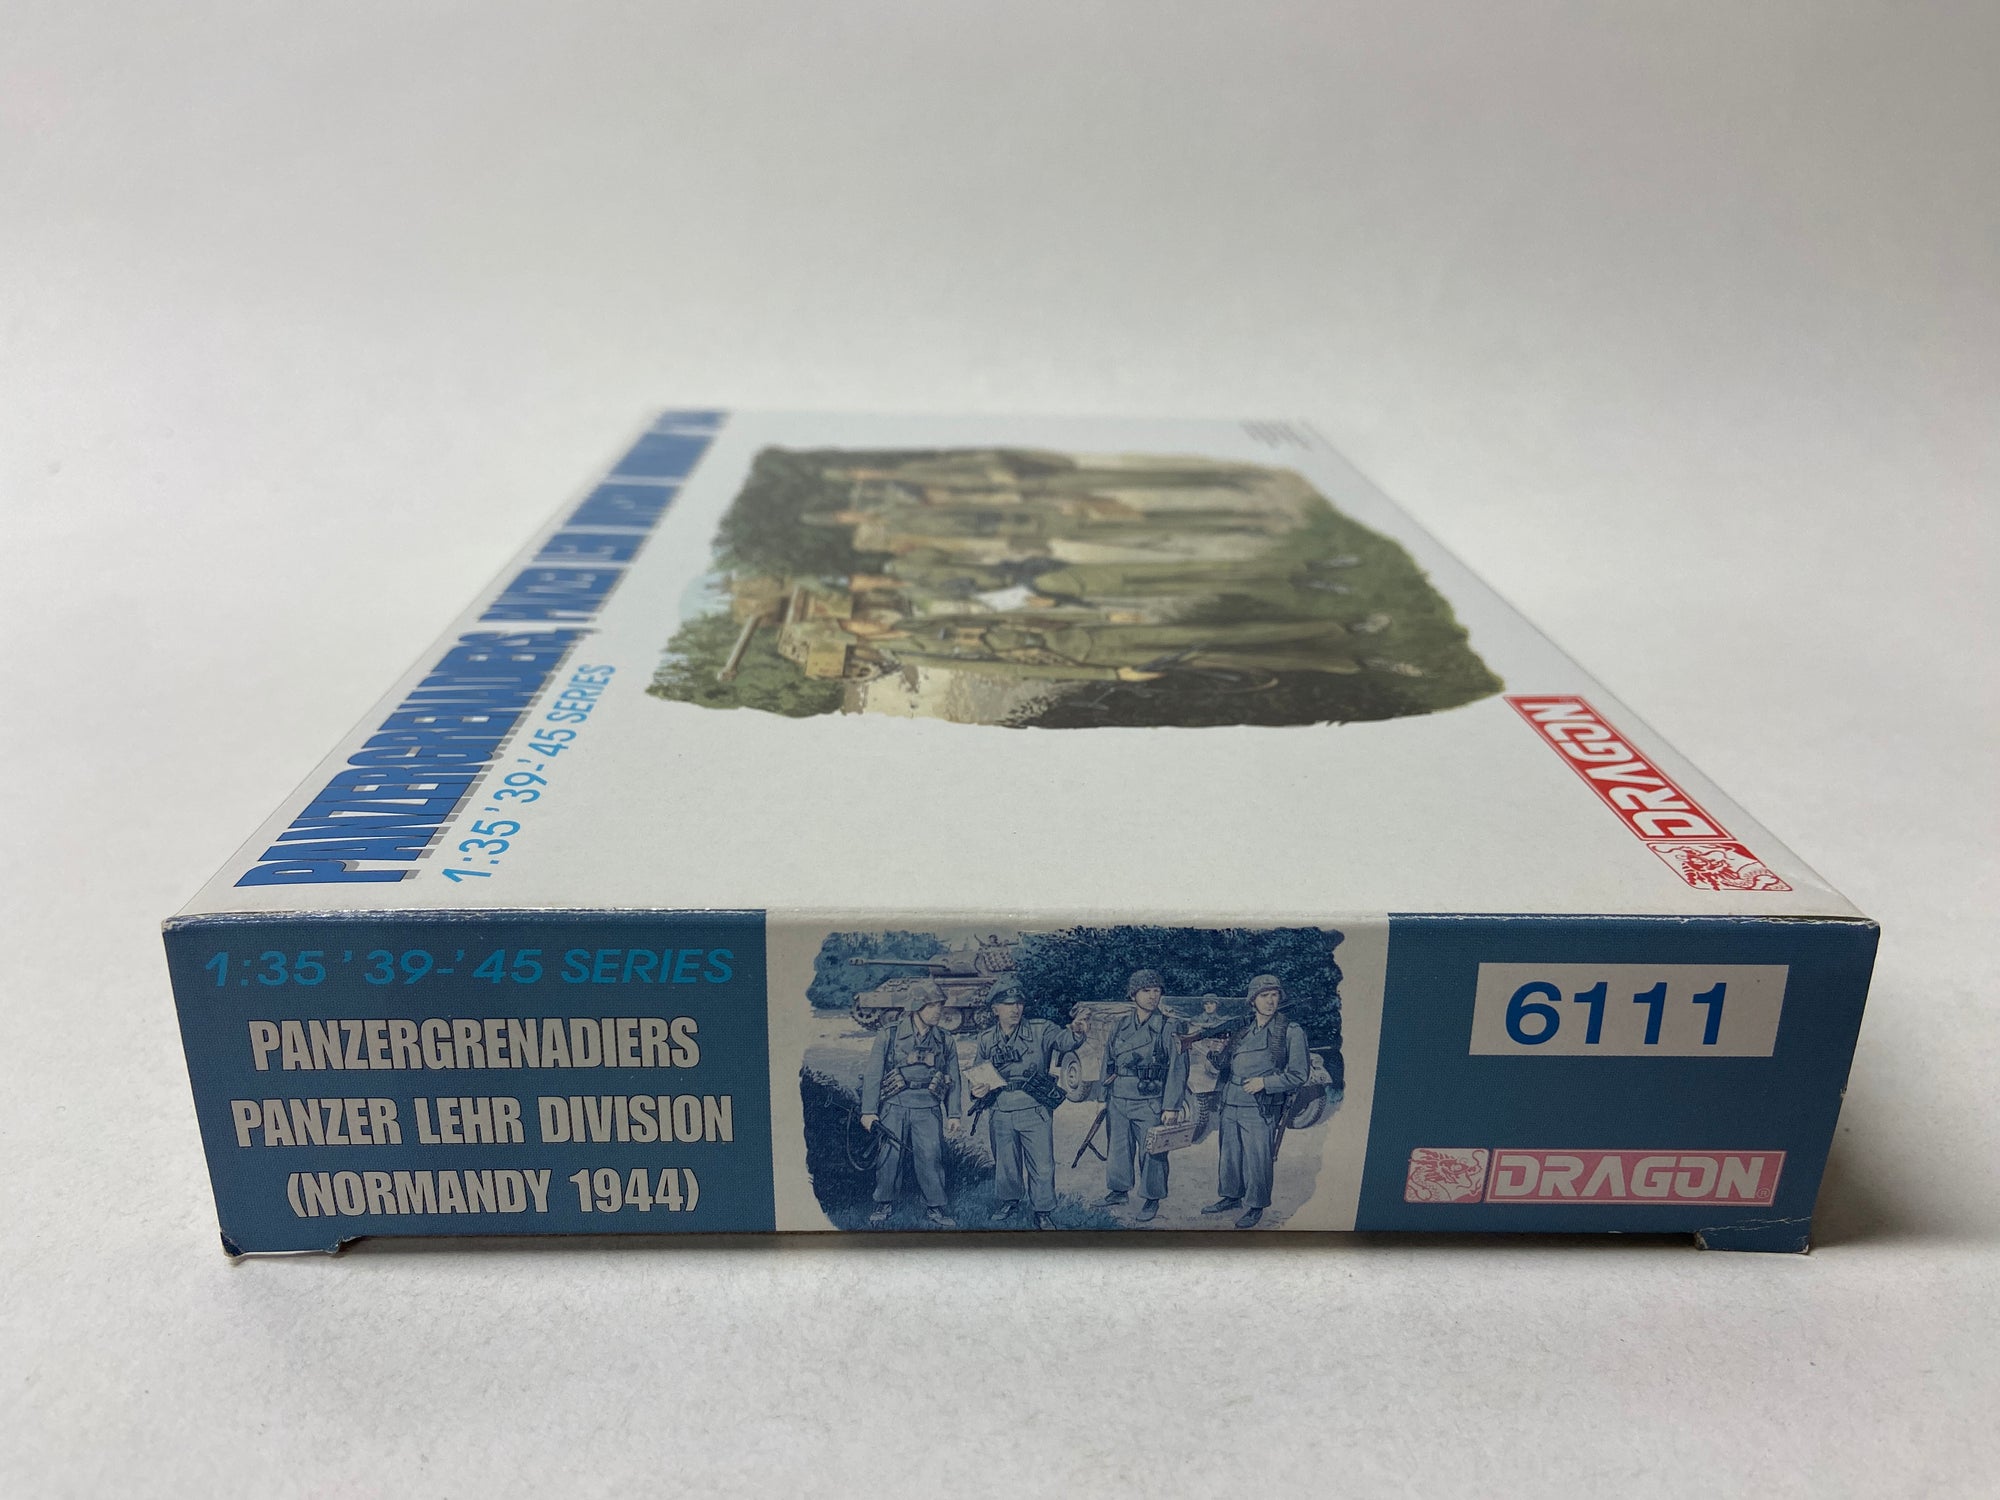 PANZERGRENADIERS,
1:35 '39-'45 SERIES
DRAGON
1:35 '39-'45 SERIES
PANZERGRENADIERS
PANZER LEHR DIVISION
(NORMANDY 1944)
6111
DRAGON®